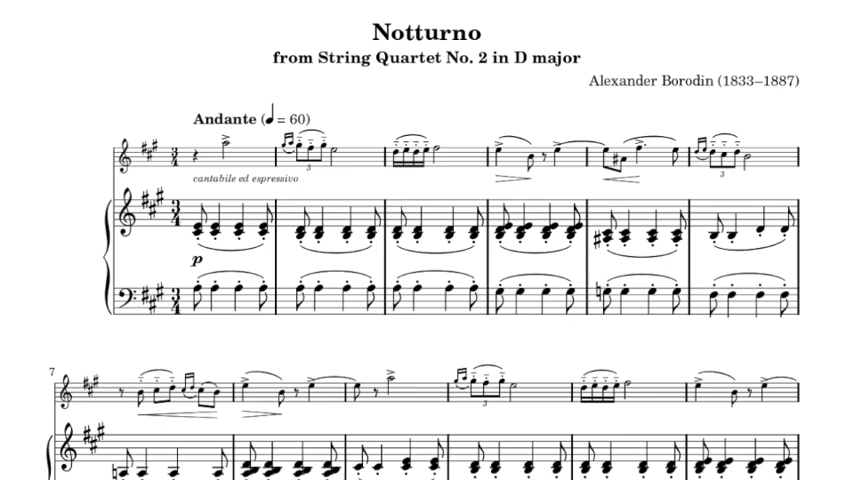 Notturno
from String Quartet No. 2 in D major
Alexander Borodin (1833–1887)
Andante (♩ = 60)
3
cantabile ed espressivo
3
p
7
3